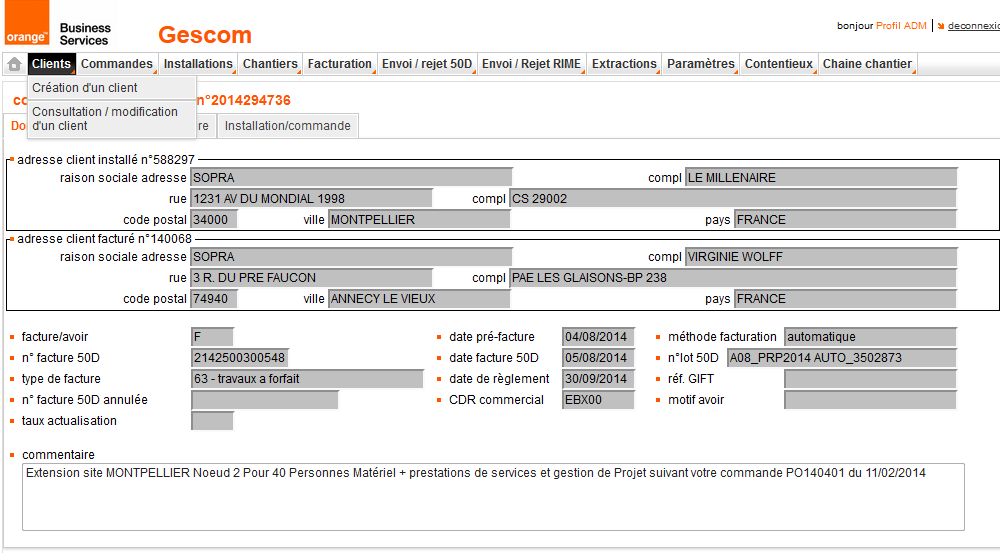 orange™ Business Services
Gescom
bonjour Profil ADM | déconnexio
Clients Commandes Installations Chantiers Facturation Envoi / rejet 50D Envoi / Rejet RIME Extractions Paramètres Contentieux Chaine chantier
Création d'un client
Consultation / modification d'un client
n°2014294736
Installation/commande
adresse client installé n°588297
raison sociale adresse SOPRA compl LE MILLENAIRE
rue 1231 AV DU MONDIAL 1998 compl CS 29002
code postal 34000 ville MONTPELLIER pays FRANCE
adresse client facturé n°140068
raison sociale adresse SOPRA compl VIRGINIE WOLFF
rue 3 R. DU PRE FAUCON compl PAE LES GLAISONS-BP 238
code postal 74940 ville ANNECY LE VIEUX pays FRANCE
facture/avoir F date pré-facture 04/08/2014 méthode facturation automatique
n° facture 50D 2142500300548 date facture 50D 05/08/2014 n°lot 50D A08_PRP2014 AUTO_3502873
type de facture 63 - travaux a forfait date de règlement 30/09/2014 réf. GIFT
n° facture 50D annulée CDR commercial EBX00 motif avoir
taux actualisation
commentaire
Extension site MONTPELLIER Noeud 2 Pour 40 Personnes Matériel + prestations de services et gestion de Projet suivant votre commande PO140401 du 11/02/2014